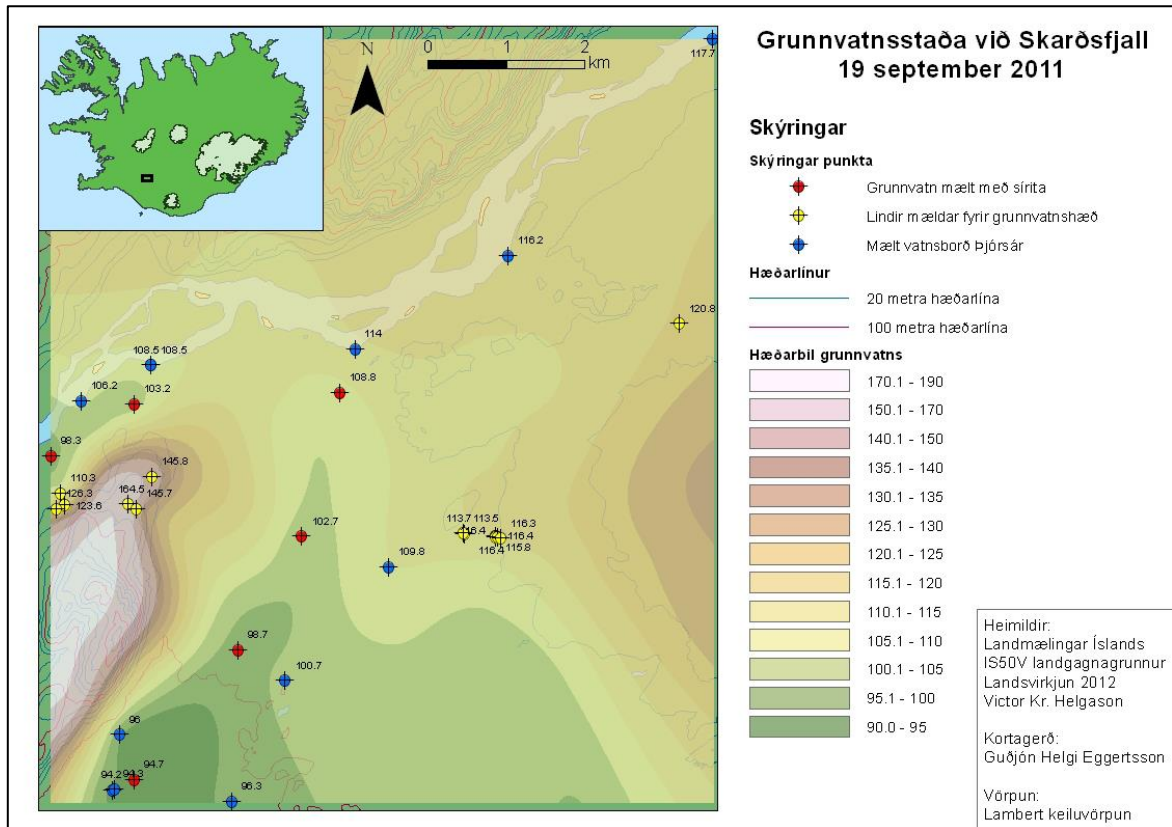 Grunnvatnsstaða við Skarðsfjall
19 september 2011
N
0 1 2
km
117.7
116.2
120.8
114
108.5 108.5
106.2
103.2
108.8
98.3
145.8
110.3
126.3
164.5
145.7
123.6
102.7
113.7 113.5
116.3
116.4
116.4
115.8
109.8
98.7
100.7
96
94.7
94.2
96.3
Skýringar
Skýringar punkta
Grunnvatn mælt með sírita
Lindir mældar fyrir grunnvatnshæð
Mælt vatnsborð Þjórsár
Hæðarlínur
20 metra hæðarlína
100 metra hæðarlína
Hæðarbil grunnvatns
170.1 - 190
150.1 - 170
140.1 - 150
135.1 - 140
130.1 - 135
125.1 - 130
120.1 - 125
115.1 - 120
110.1 - 115
105.1 - 110
100.1 - 105
95.1 - 100
90.0 - 95
Heimildir:
Landmælingar Íslands
IS50V landgagnagrunnur
Landsvirkjun 2012
Victor Kr. Helgason
Kortagerð:
Guðjón Helgi Eggertsson
Vörpun:
Lambert keiluvörpun